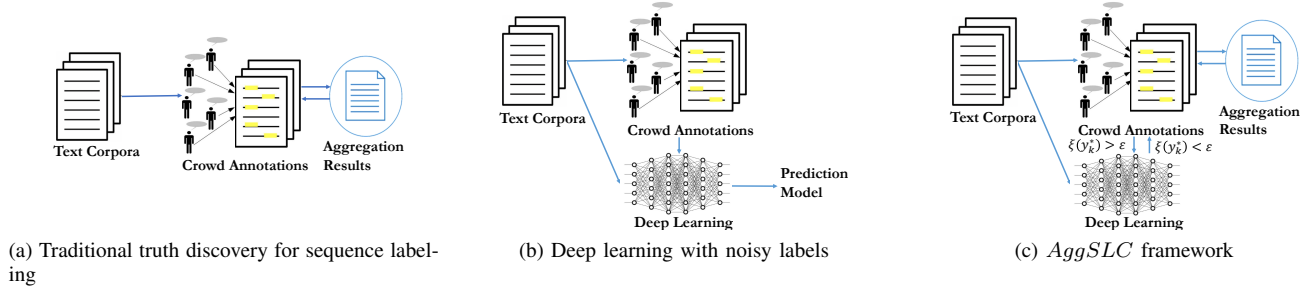 Text Corpora
Crowd Annotations
Aggregation
Results
(a) Traditional truth discovery for sequence label-
ing
Text Corpora
Crowd Annotations
Prediction
Model
Deep Learning
(b) Deep learning with noisy labels
Text Corpora
Crowd Annotations
Aggregation
Results
ξ(y*k) > ε
ξ(y*k) < ε
Deep Learning
(c) AggSLC framework